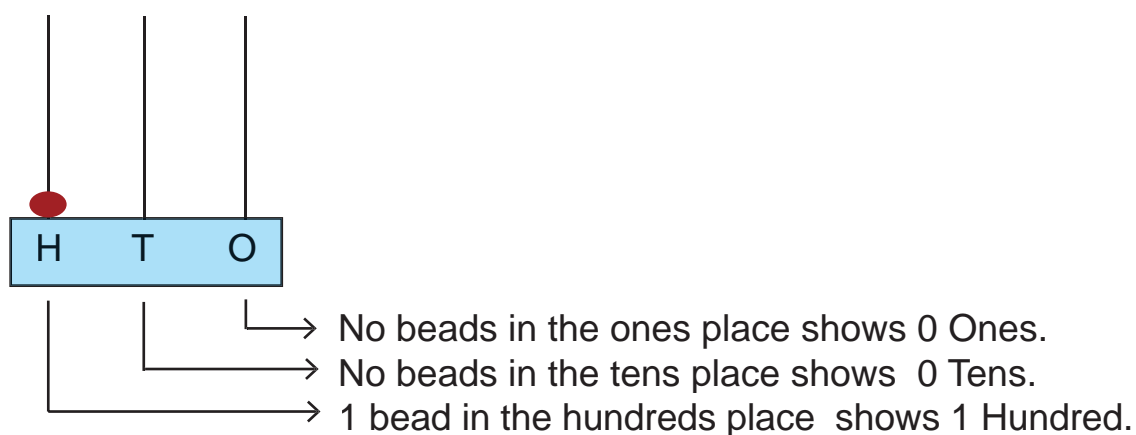 H T O
No beads in the ones place shows 0 Ones.
No beads in the tens place shows 0 Tens.
1 bead in the hundreds place shows 1 Hundred.